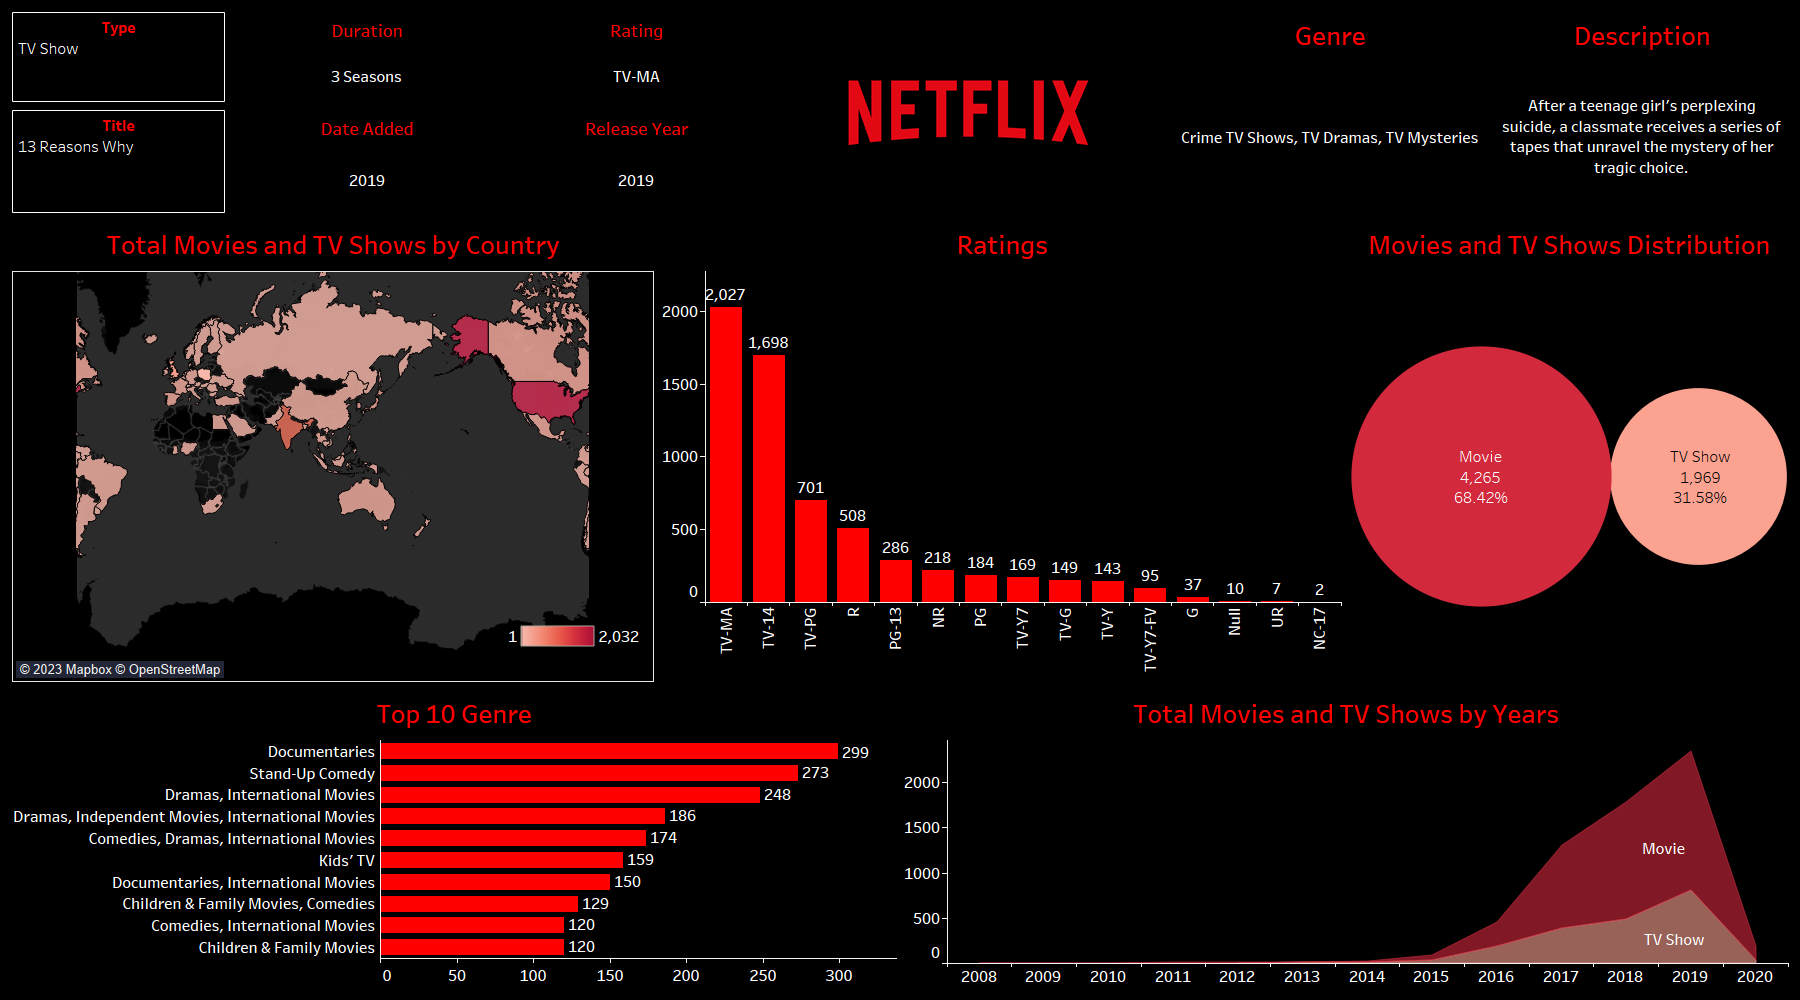 Type
TV Show
Title
13 Reasons Why
Duration
3 Seasons
Rating
TV-MA
Date Added
2019
Release Year
2019
NETFLIX
Genre
Crime TV Shows, TV Dramas, TV Mysteries
Description
After a teenage girl's perplexing
suicide, a classmate receives a series of
tapes that unravel the mystery of her
tragic choice.
Total Movies and TV Shows by Country
1
2,032
© 2023 Mapbox © OpenStreetMap
Ratings
2000
1500
1000
500
0
2,027
1,698
701
508
286
218
184
169
149
143
95
37
10
7
2
TV-MA
TV-14
TV-PG
R
PG-13
NR
PG
TV-Y7
TV-G
TV-Y
TV-Y7-FV
G
Null
UR
NC-17
Movies and TV Shows Distribution
Movie
4,265
68.42%
TV Show
1,969
31.58%
Top 10 Genre
Documentaries 299
Stand-Up Comedy 273
Dramas, International Movies 248
Dramas, Independent Movies, International Movies 186
Comedies, Dramas, International Movies 174
Kids' TV 159
Documentaries, International Movies 150
Children & Family Movies, Comedies 129
Comedies, International Movies 120
Children & Family Movies 120
0 50 100 150 200 250 300
Total Movies and TV Shows by Years
2000
1500
1000
500
0
Movie
TV Show
2008 2009 2010 2011 2012 2013 2014 2015 2016 2017 2018 2019 2020